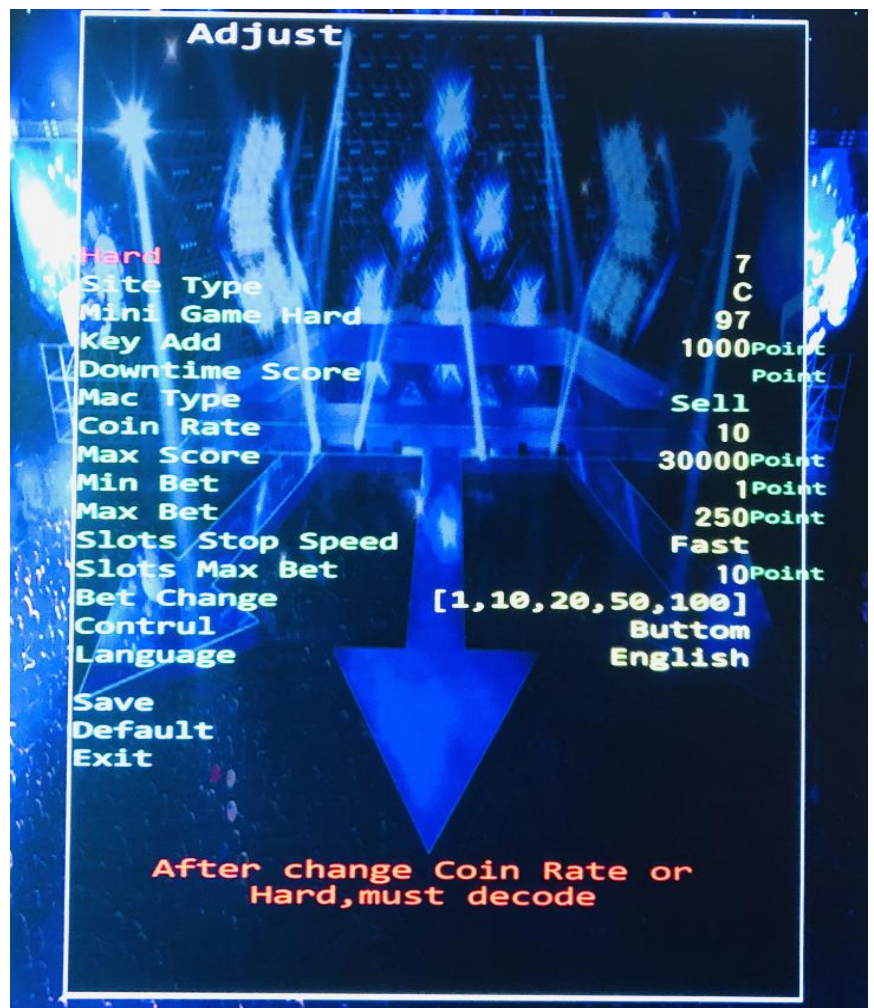 Adjust
Hard 7
Site Type C
Mini Game Hard 97
Key Add 1000Point
Downtime Score Point
Mac Type Sell
Coin Rate 10
Max Score 30000Point
Min Bet 1Point
Max Bet 250Point
Slots Stop Speed Fast
Slots Max Bet 10Point
Bet Change [1,10,20,50,100]
Contrul Buttom
Language English
Save
Default
Exit
After change Coin Rate or
Hard,must decode